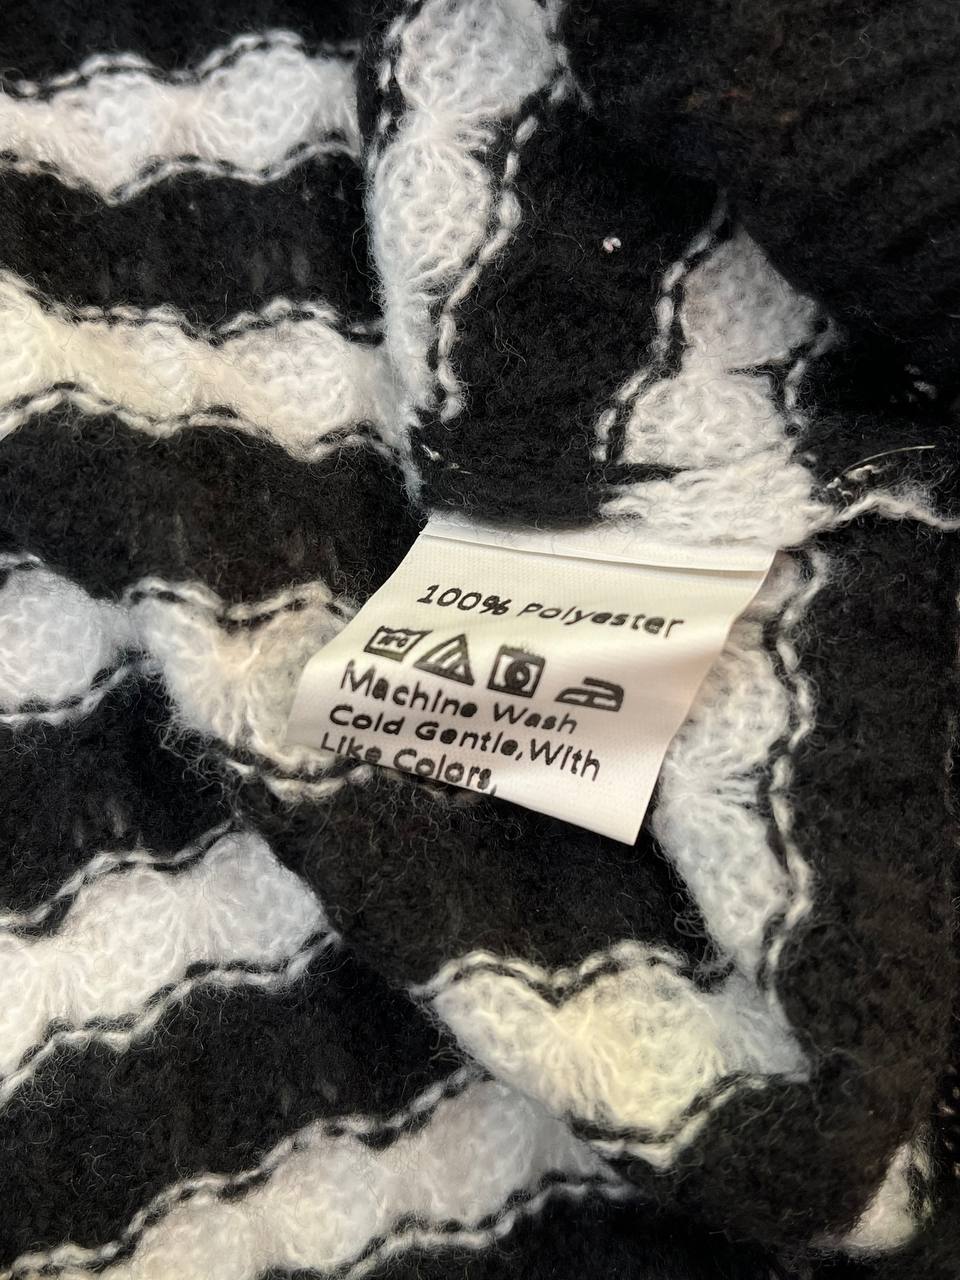 100% Polyester
Machine Wash
Cold Gentle,With
Like Colors,